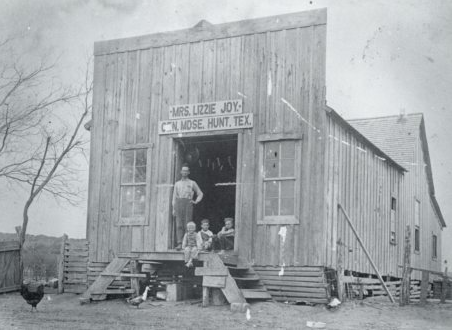 MRS. LIZZIE JOY.
GEN. MDSE. HUNT, TEX.